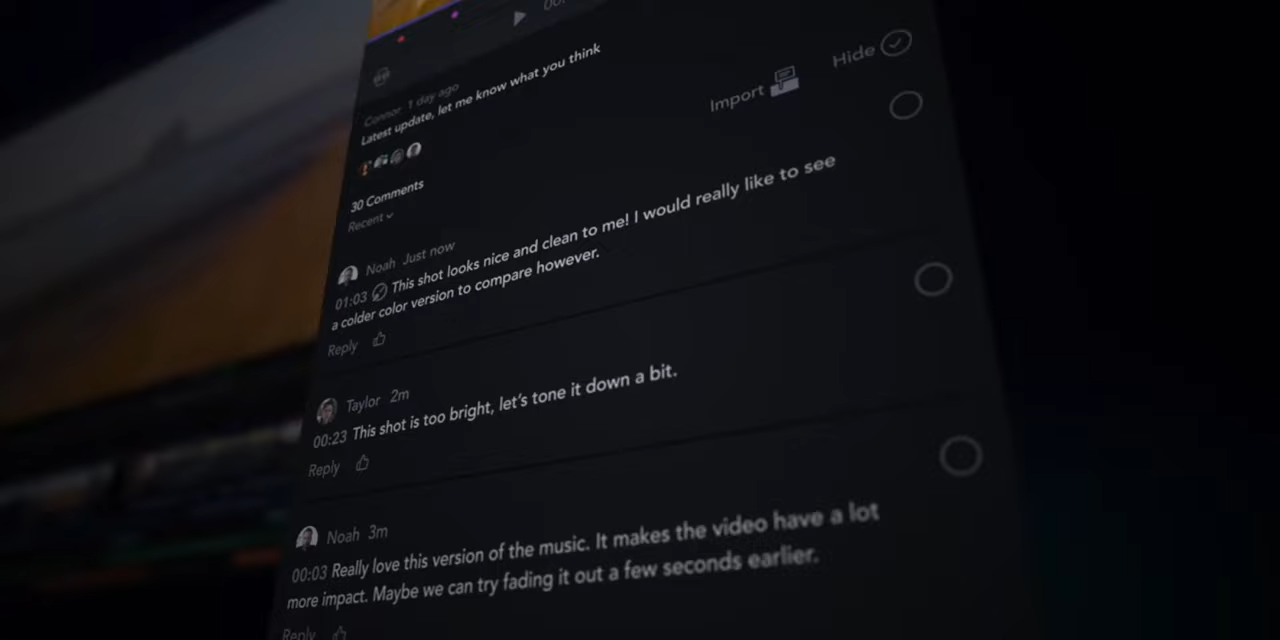 Connor 1 day ago
Latest update, let me know what you think
Import
Hide
30 Comments
Recent
Noah Just now
01:03 This shot looks nice and clean to me! I would really like to see
a colder color version to compare however.
Reply
Taylor 2m
00:23 This shot is too bright, let's tone it down a bit.
Reply
Noah 3m
00:03 Really love this version of the music. It makes the video have a lot
more impact. Maybe we can try fading it out a few seconds earlier.
Reply